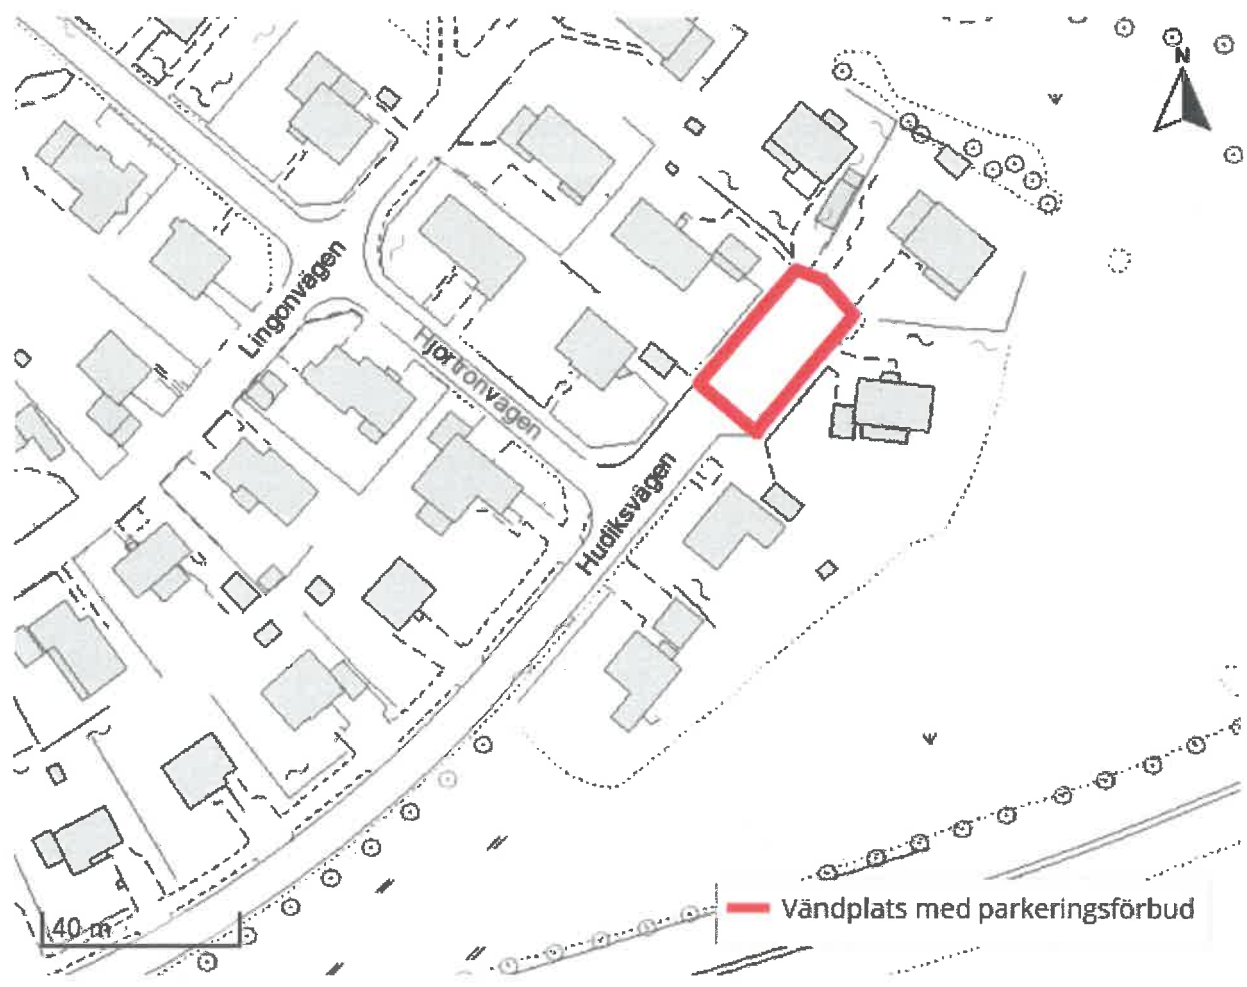 N
Lingonvägen
Hjortronvägen
Hudiksvägen
Vändplats med parkeringsförbud
40 m